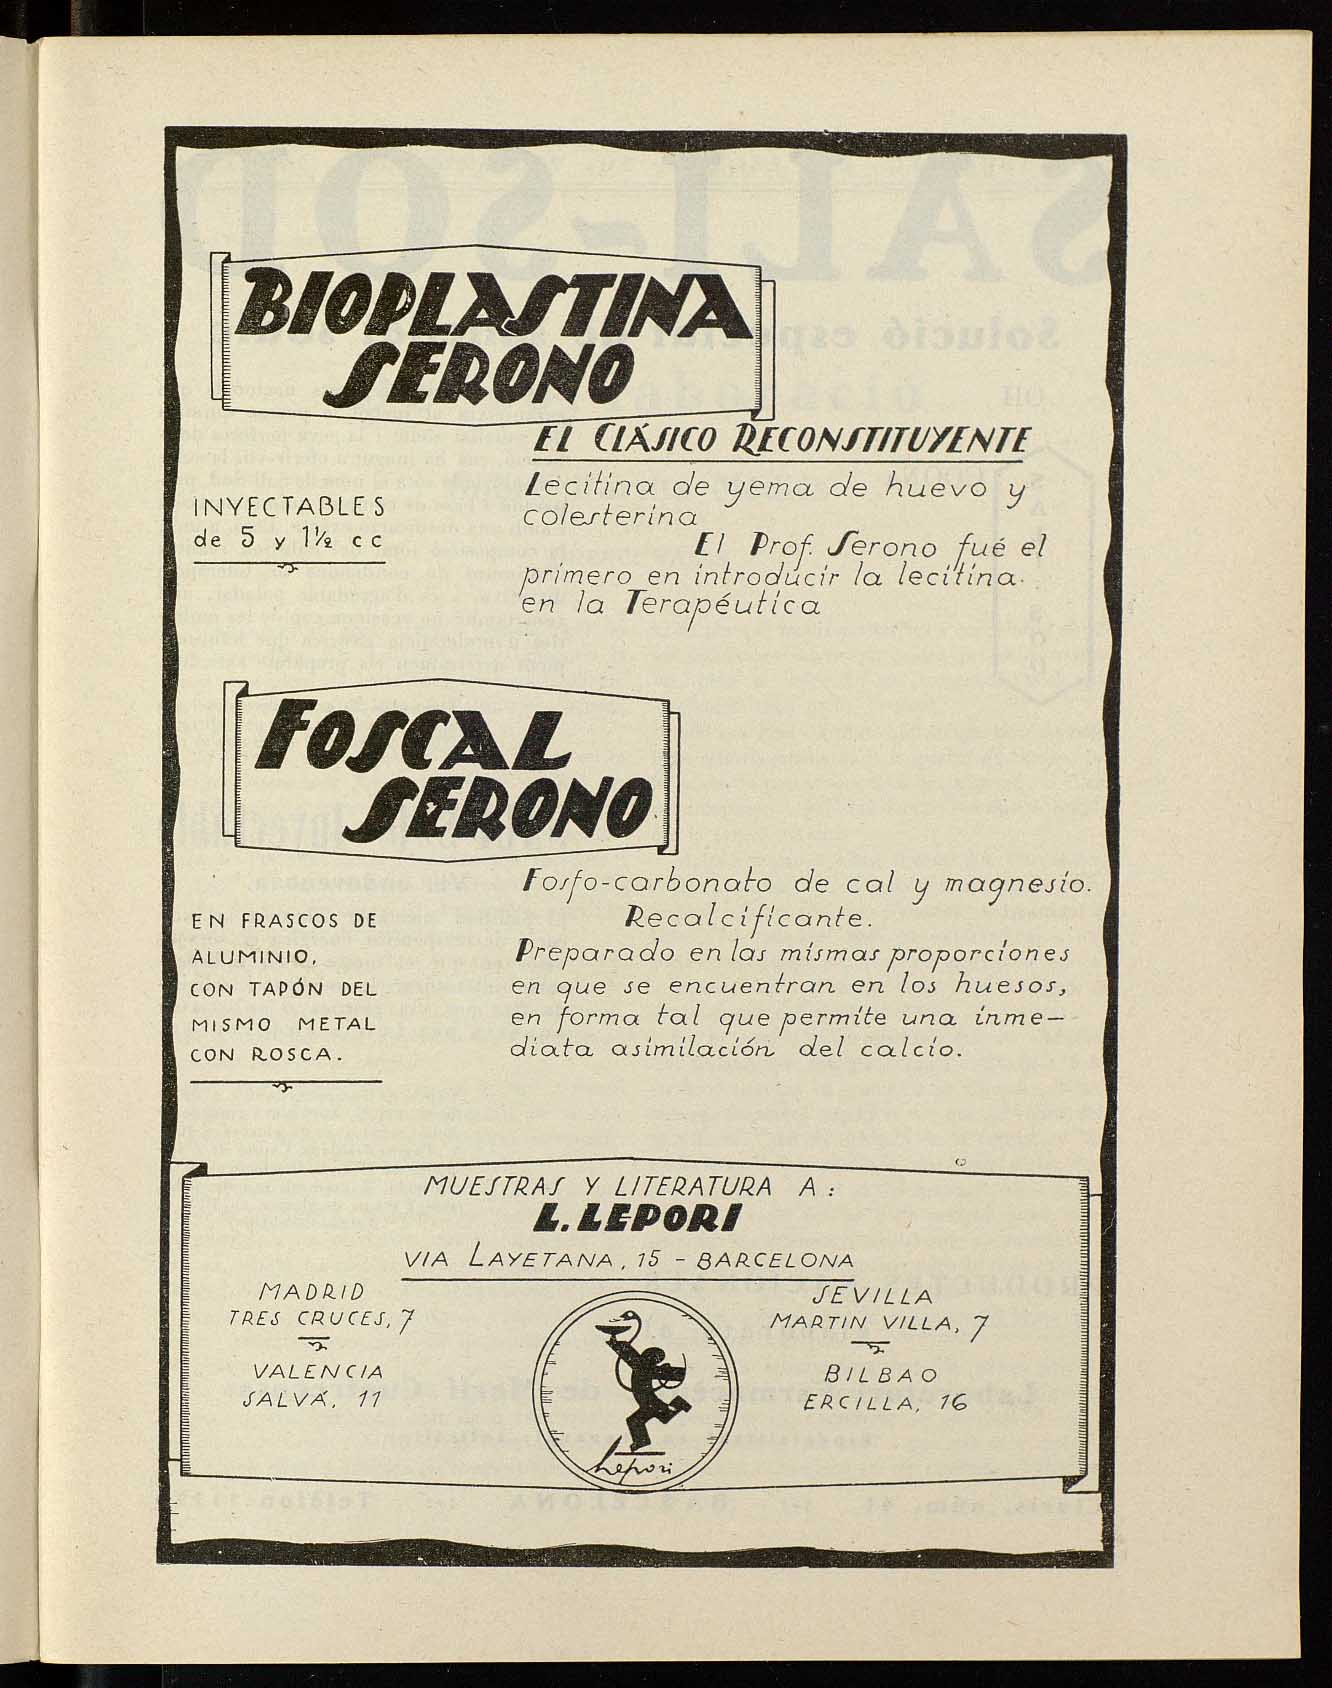 BIOPLASTINA
SERONO
EL CLÁSICO RECONSTITUYENTE
INYECTABLES
de 5 y 1½ cc
Lecitina de yema de huevo y
colesterina
El Prof. Serono fué el
primero en introducir la lecitina
en la Terapéutica
FOSCAL
SERONO
EN FRASCOS DE
ALUMINIO,
CON TAPÓN DEL
MISMO METAL
CON ROSCA.
Fosfo-carbonato de cal y magnesio.
Recalcificante.
Preparado en las mismas proporciones
en que se encuentran en los huesos,
en forma tal que permite una inme-
diata asimilación del calcio.
MUESTRAS Y LITERATURA A:
L. LEPORI
VIA LAYETANA, 15 - BARCELONA
MADRID
TRES CRUCES, 7
VALENCIA
SALVÁ, 11
SEVILLA
MARTIN VILLA, 7
BILBAO
ERCILLA, 16
Lepori